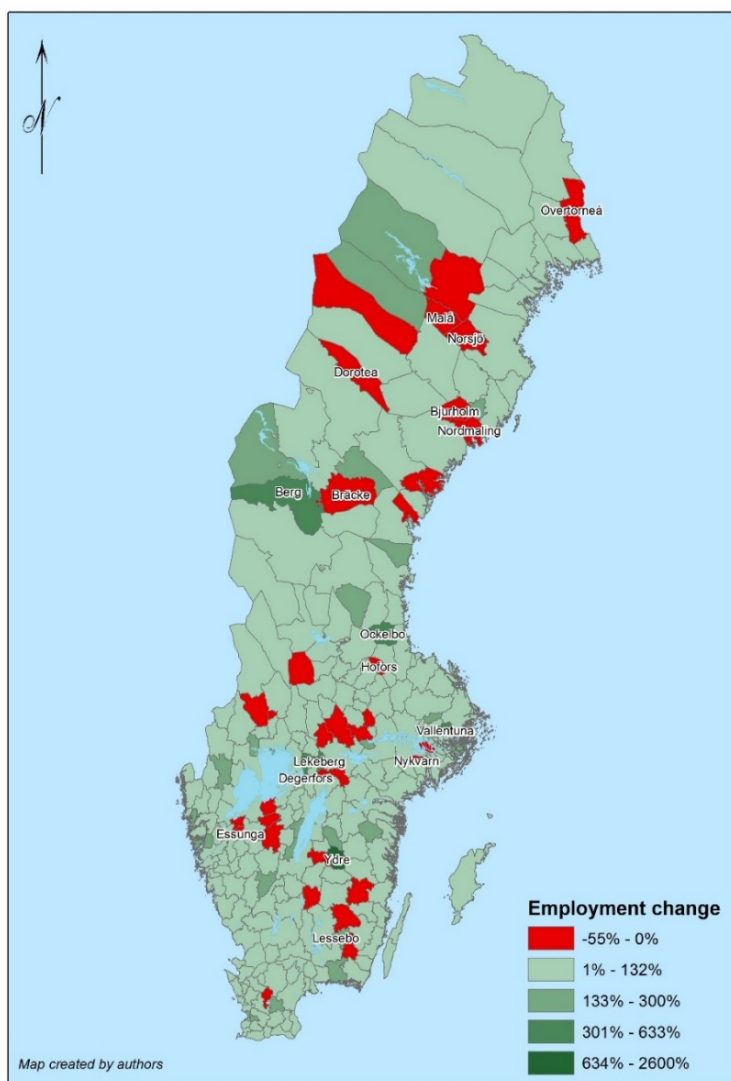 N
Övertorneå
Malå
Norsjö
Dorotea
Bjurholm
Nordmaling
Berg
Bräcke
Ockelbo
Hofors
Vallentuna
Lekeberg
Nykvarn
Degerfors
Essunga
Ydre
Lessebo
Employment change
-55% - 0%
1% - 132%
133% - 300%
301% - 633%
634% - 2600%
Map created by authors